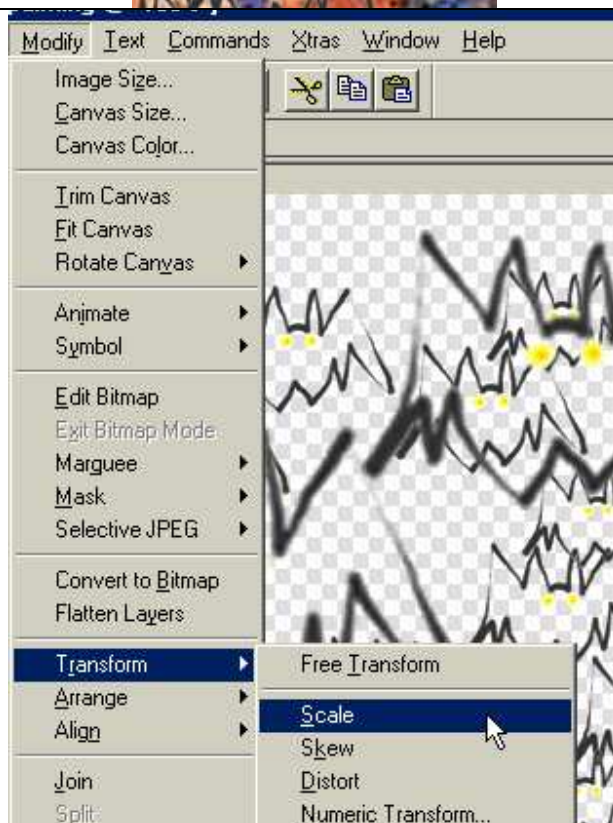 Modify Text Commands Xtras Window Help
Image Size...
Canvas Size...
Canvas Color...
Trim Canvas
Fit Canvas
Rotate Canvas
Animate
Symbol
Edit Bitmap
Exit Bitmap Mode
Marquee
Mask
Selective JPEG
Convert to Bitmap
Flatten Layers
Transform
Free Transform
Arrange
Scale
Align
Skew
Join
Distort
Split
Numeric Transform...